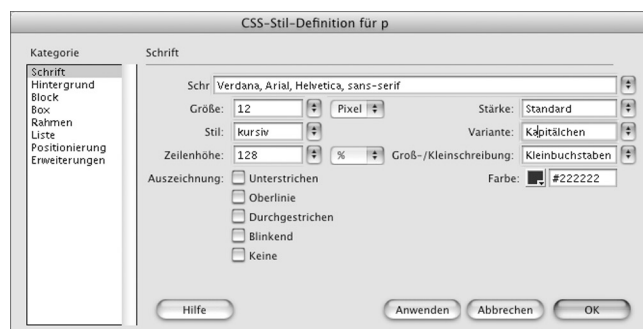 CSS-Stil-Definition für p
Kategorie
Schrift
Hintergrund
Block
Box
Rahmen
Liste
Positionierung
Erweiterungen
Schrift
Schr Verdana, Arial, Helvetica, sans-serif
Größe: 12 Pixel Stärke: Standard
Stil: kursiv Variante: Kapitälchen
Zeilenhöhe: 128 % Groß-/Kleinschreibung: Kleinbuchstaben
Auszeichnung: Unterstrichen Farbe: #222222
Oberlinie
Durchgestrichen
Blinkend
Keine
Hilfe Anwenden Abbrechen OK